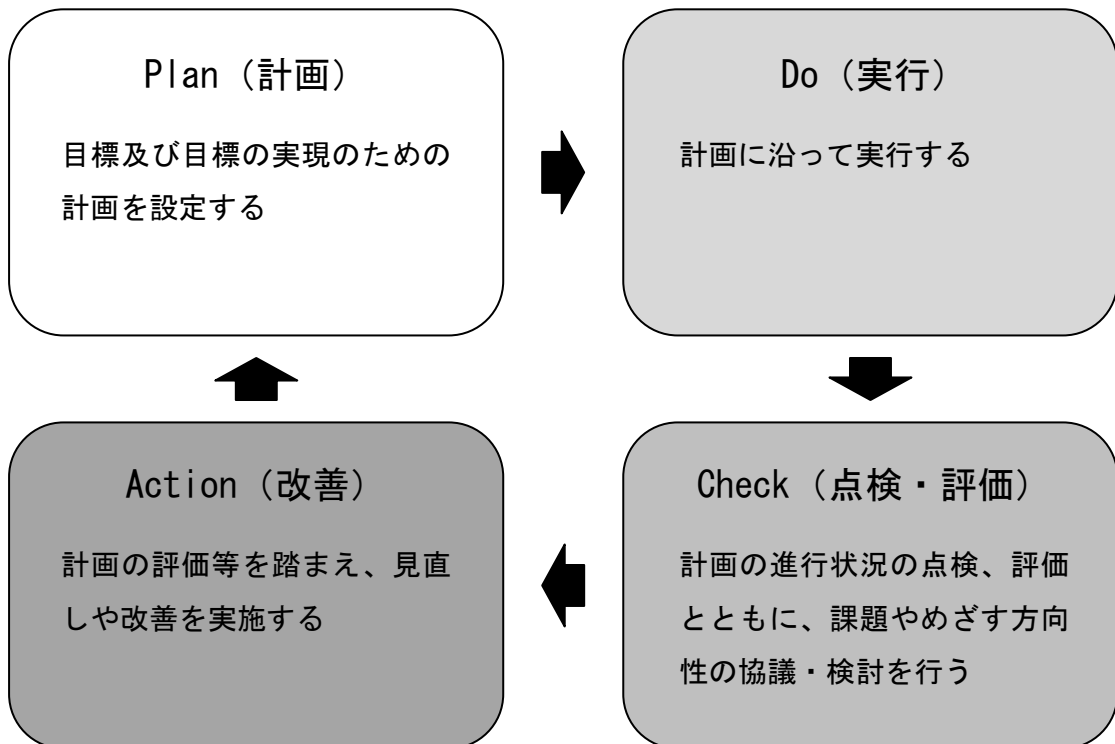 Plan（計画）
目標及び目標の実現のための
計画を設定する
Do（実行）
計画に沿って実行する
Action（改善）
計画の評価等を踏まえ、見直
しや改善を実施する
Check（点検・評価）
計画の進行状況の点検、評価
とともに、課題やめざす方向
性の協議・検討を行う